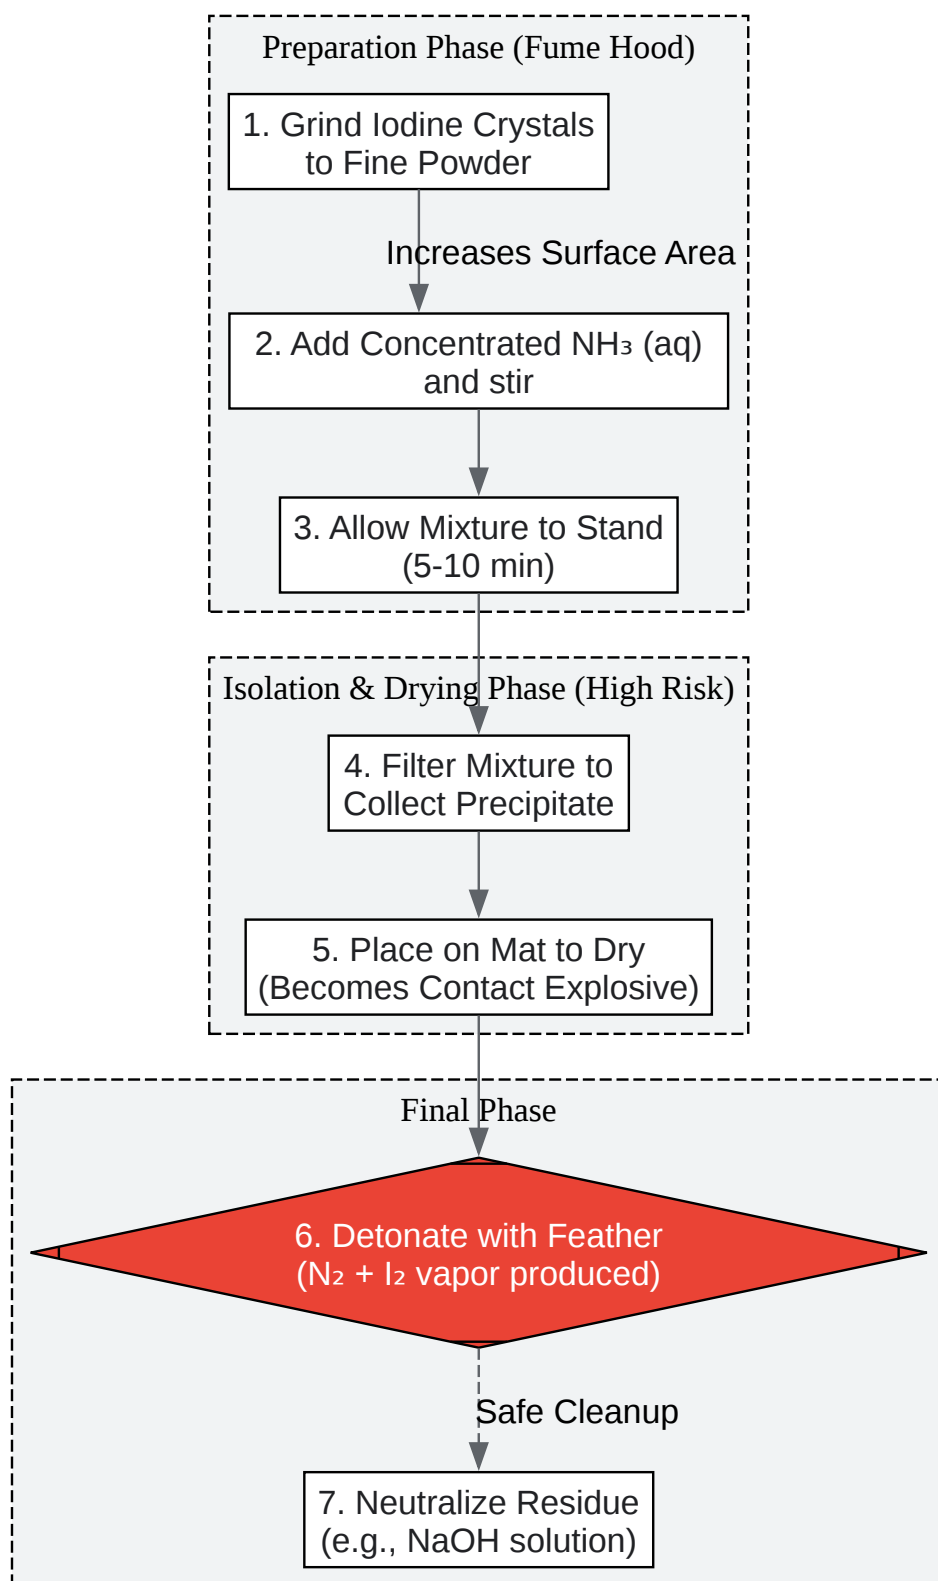 Preparation Phase (Fume Hood)
1. Grind Iodine Crystals
to Fine Powder
Increases Surface Area
2. Add Concentrated NH₃ (aq)
and stir
3. Allow Mixture to Stand
(5-10 min)
Isolation & Drying Phase (High Risk)
4. Filter Mixture to
Collect Precipitate
5. Place on Mat to Dry
(Becomes Contact Explosive)
Final Phase
6. Detonate with Feather
(N₂ + I₂ vapor produced)
Safe Cleanup
7. Neutralize Residue
(e.g., NaOH solution)